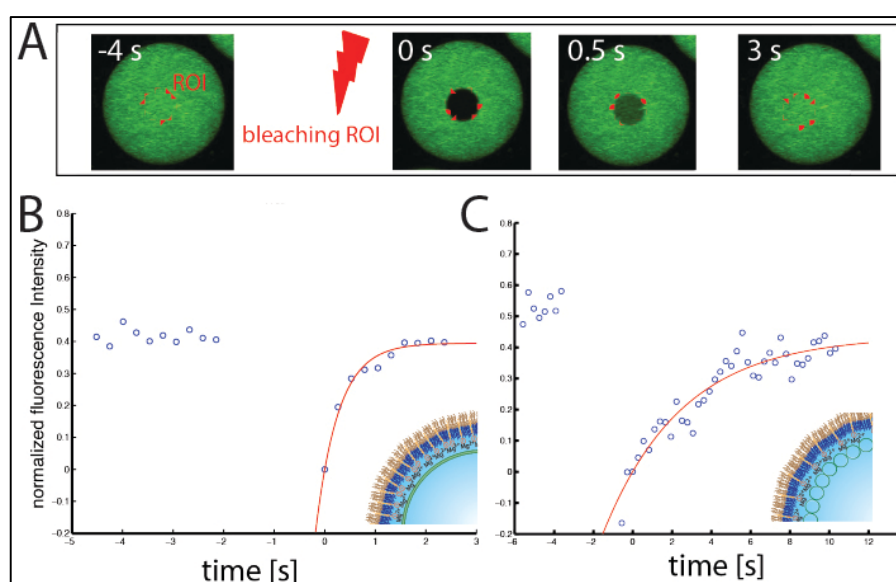 A
-4 s
ROI
bleaching ROI
0 s
0.5 s
3 s
B
normalized fluorescence Intensity
0.8
0.7
0.6
0.5
0.4
0.3
0.2
0.1
0
-0.1
-0.2
-5 -4 -3 -2 -1 0 1 2 3
time [s]
C
0.8
0.7
0.6
0.5
0.4
0.3
0.2
0.1
0
-0.1
-0.2
-6 -4 -2 0 2 4 6 8 10 12
time [s]